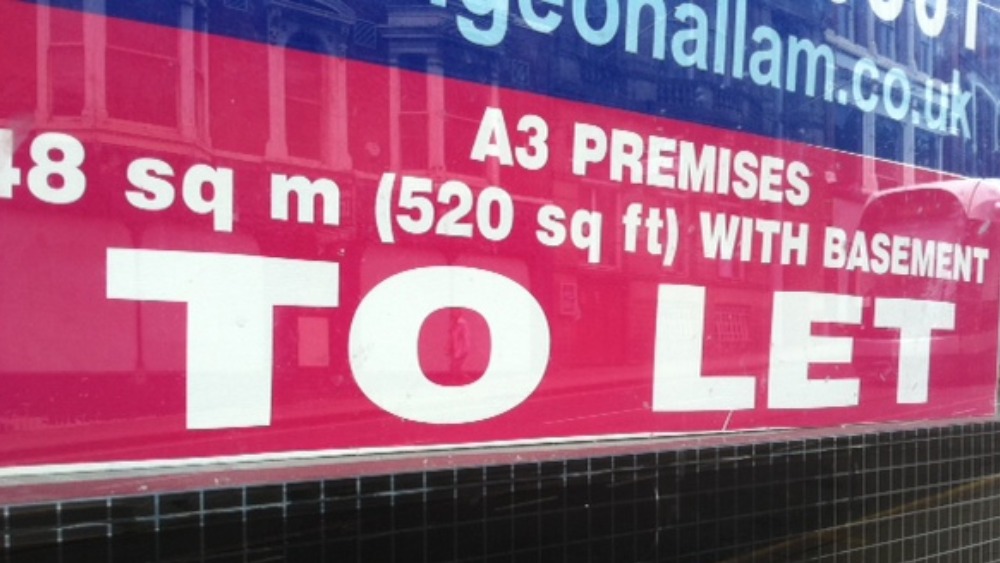 geonallam.co.uk
A3 PREMISES
48 sq m (520 sq ft) WITH BASEMENT
TO LET